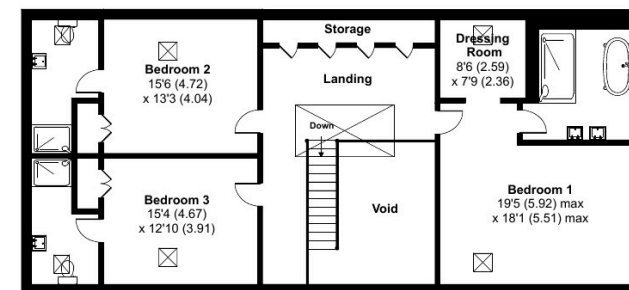 Storage
Dressing
Room
8'6 (2.59)
x 7'9 (2.36)
Bedroom 2
15'6 (4.72)
x 13'3 (4.04)
Landing
Down
Bedroom 3
15'4 (4.67)
x 12'10 (3.91)
Void
Bedroom 1
19'5 (5.92) max
x 18'1 (5.51) max